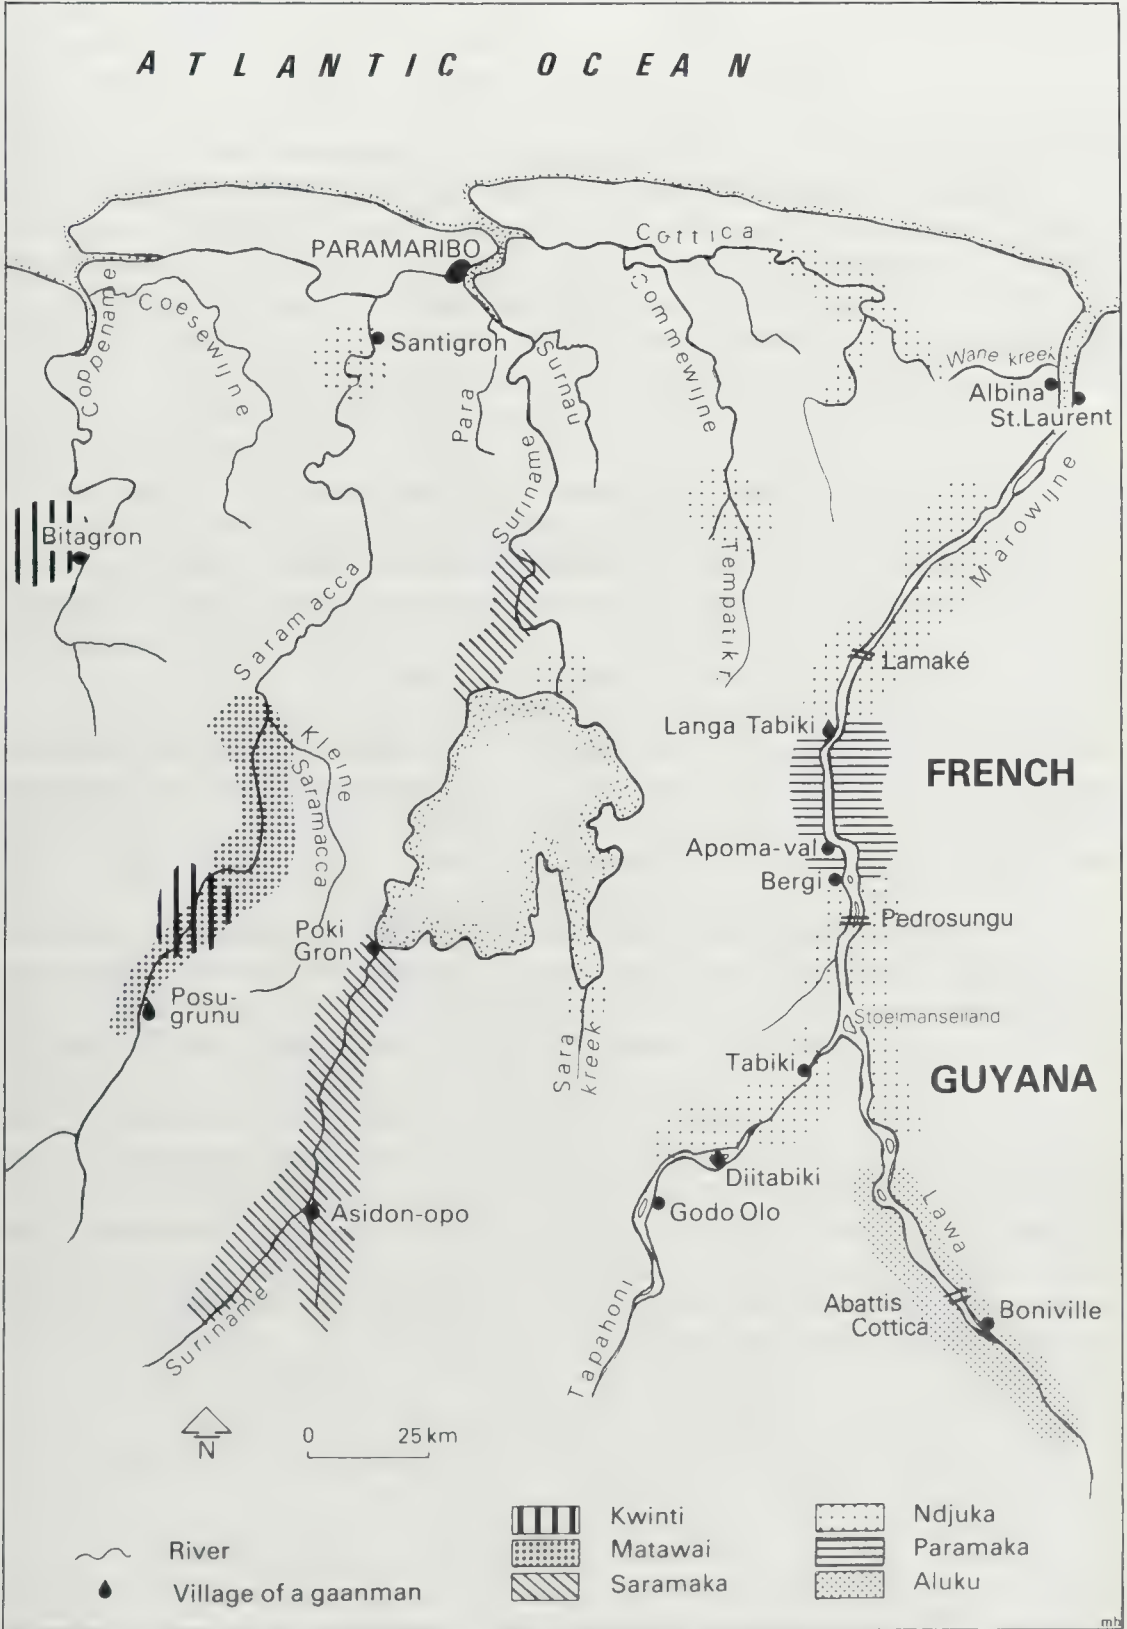 ATLANTIC OCEAN
Cottica
PARAMARIBO
Coppename
Coesewijne
Commewijne
Santigron
Surnau
Para
Wane kreek
Albina
St.Laurent
Suriname
Marowijne
Bitagron
Tempatikr.
Saramacca
Lamaké
Langa Tabiki
Kleine
Saramacca
FRENCH
Apoma-val
Bergi
Pedrosungu
Poki
Gron
Posu-
grunu
Stoelmanseiland
Sara
kreek
Tabiki
GUYANA
Diitabiki
Godo Olo
Asidon-opo
Lawa
Suriname
Tapahoni
Abattis
Cottica
Boniville
N
0 25 km
River
Village of a gaanman
Kwinti
Matawai
Saramaka
Ndjuka
Paramaka
Aluku
mh